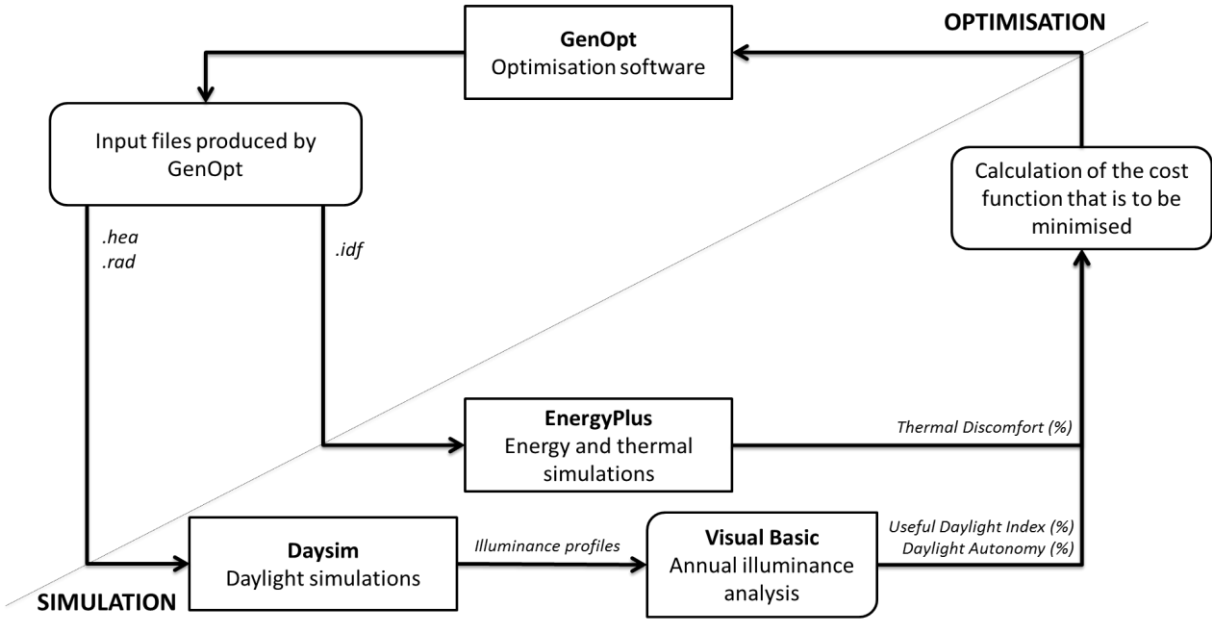 OPTIMISATION
GenOpt
Optimisation software
Input files produced by
GenOpt
Calculation of the cost
function that is to be
minimised
.hea
.rad
.idf
EnergyPlus
Energy and thermal
simulations
Thermal Discomfort (%)
Daysim
Daylight simulations
Illuminance profiles
Visual Basic
Annual illuminance
analysis
Useful Daylight Index (%)
Daylight Autonomy (%)
SIMULATION